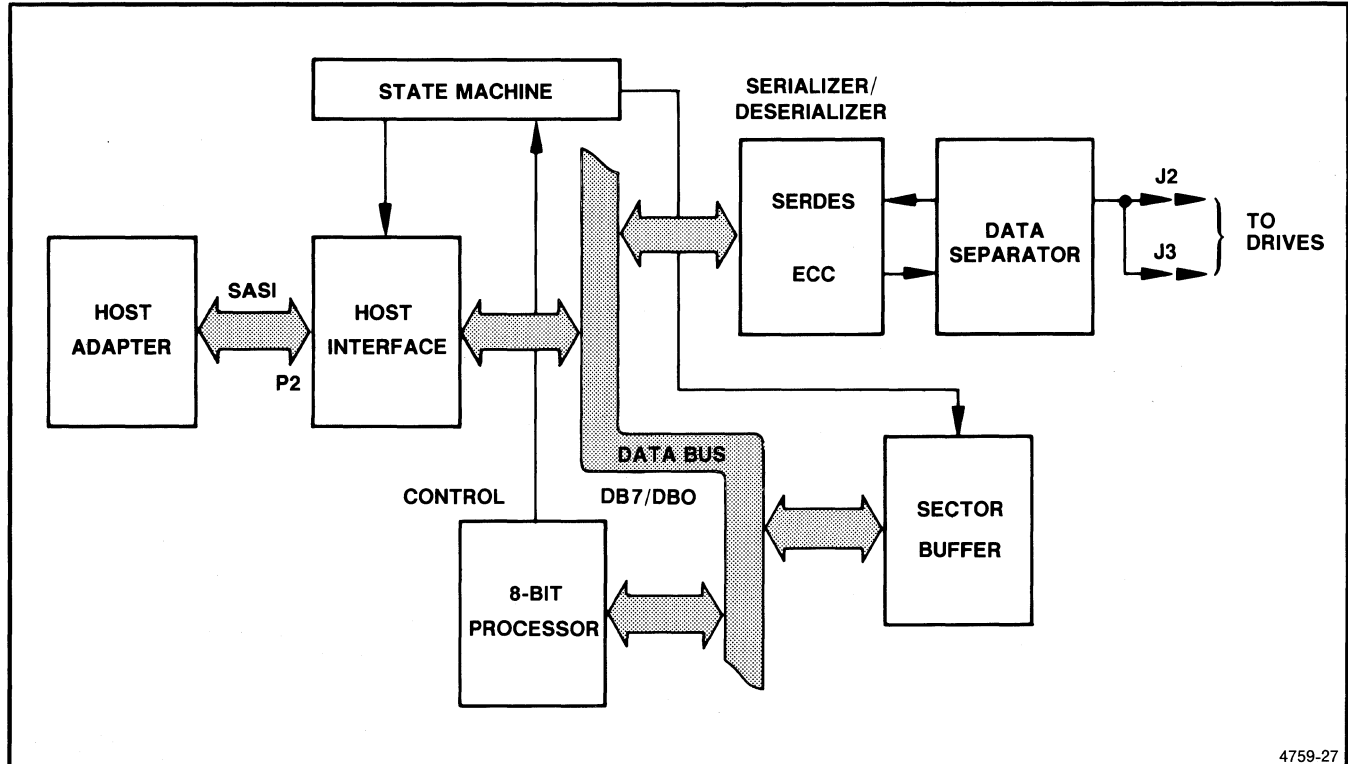 STATE MACHINE
SERIALIZER/
DESERIALIZER
SERDES
ECC
DATA
SEPARATOR
J2
J3
TO
DRIVES
HOST
ADAPTER
SASI
P2
HOST
INTERFACE
DATA BUS
DB7/DBO
CONTROL
8-BIT
PROCESSOR
SECTOR
BUFFER
4759-27